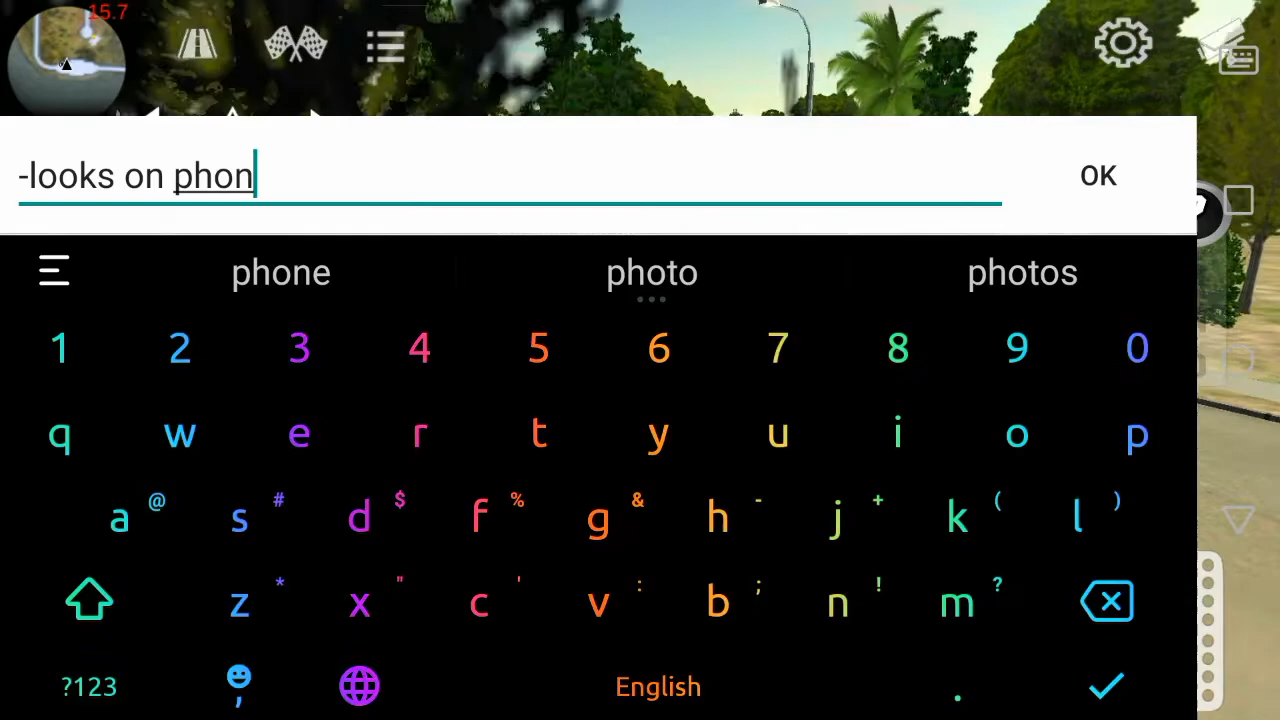 15.7
-looks on phon
OK
phone photo photos
1 2 3 4 5 6 7 8 9 0
q w e r t y u i o p
a @ s # d $ f % g & h - j + k ( l )
z * x " c ' v : b ; n ! m ?
?123 , English .